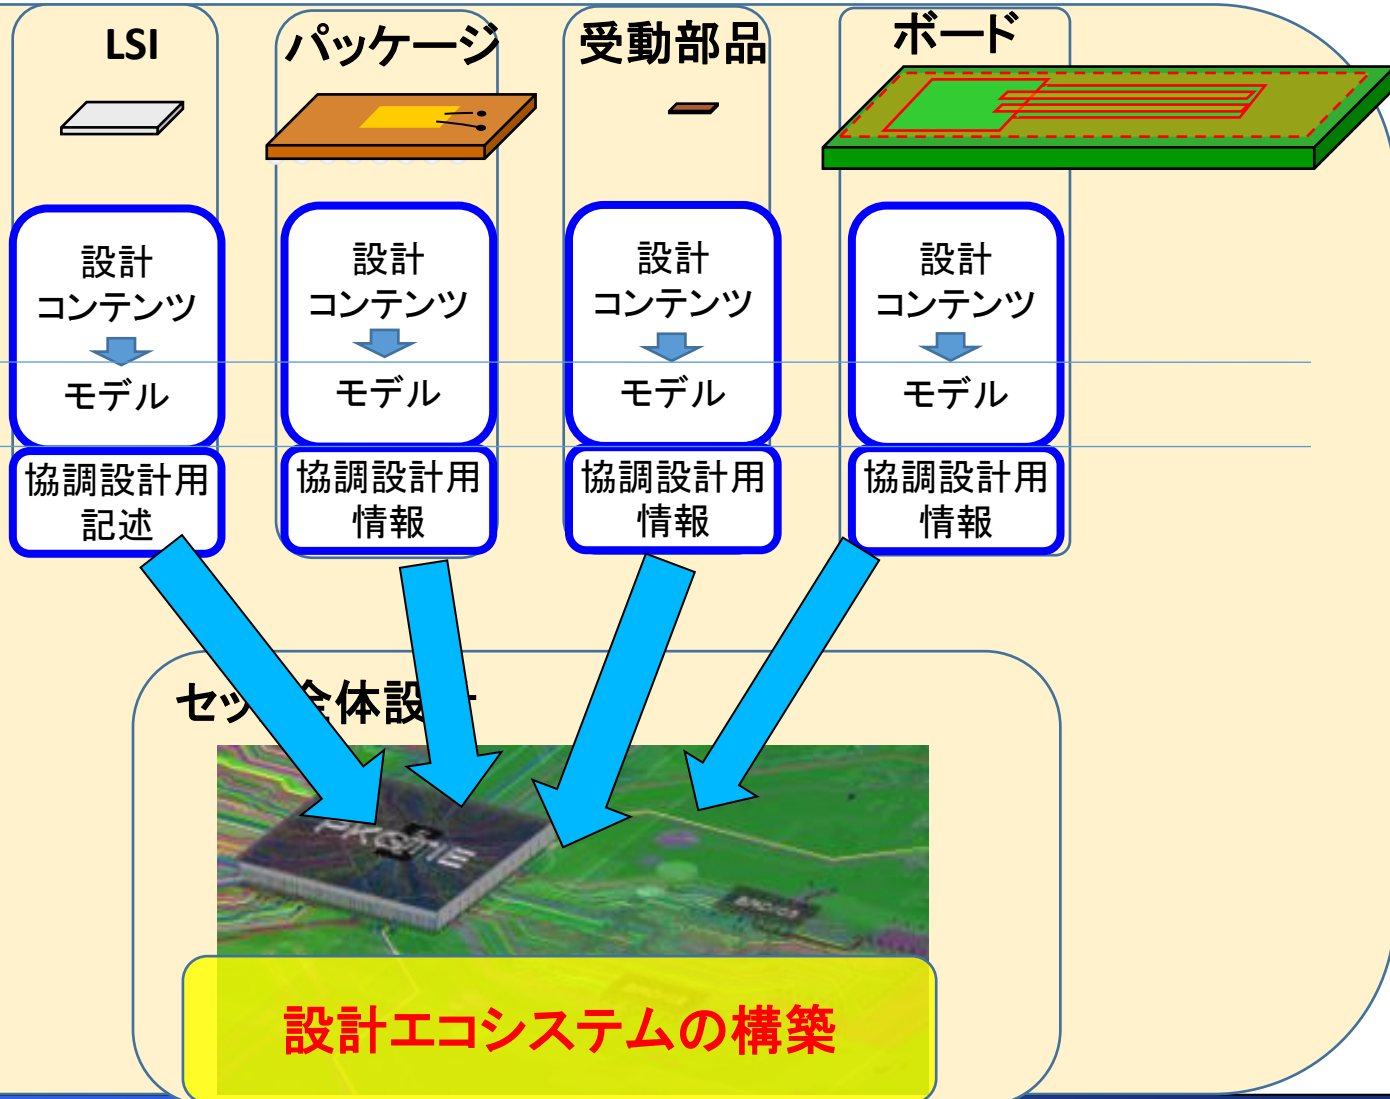 LSI
パッケージ
受動部品
ボード
設計
コンテンツ
モデル
協調設計用
記述
設計
コンテンツ
モデル
協調設計用
情報
設計
コンテンツ
モデル
協調設計用
情報
設計
コンテンツ
モデル
協調設計用
情報
セッ 全体設
設計エコシステムの構築